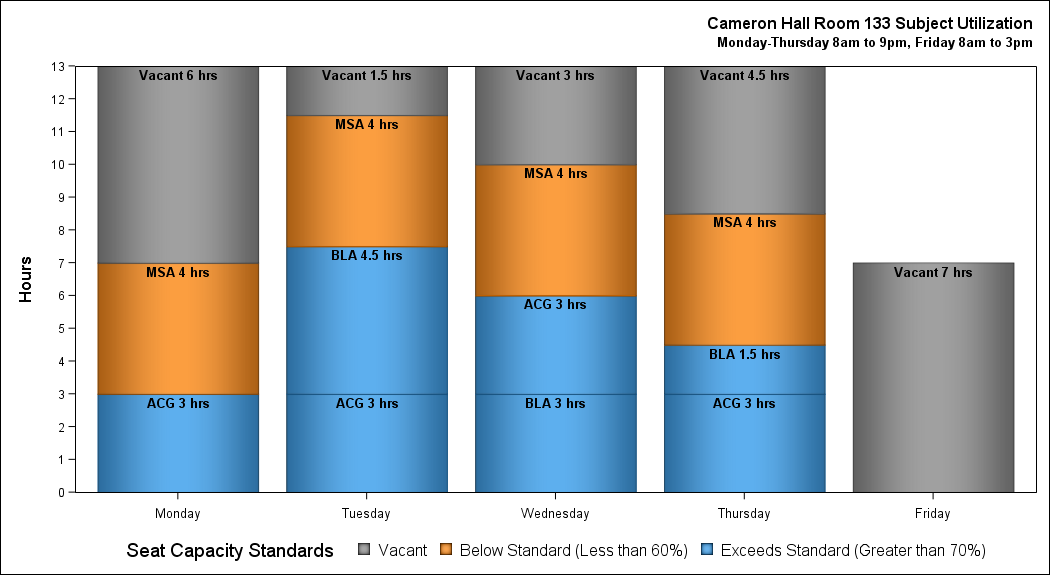 Cameron Hall Room 133 Subject Utilization
Monday-Thursday 8am to 9pm, Friday 8am to 3pm
Hours
13
12
11
10
9
8
7
6
5
4
3
2
1
0
Vacant 6 hrs
MSA 4 hrs
ACG 3 hrs
Vacant 1.5 hrs
MSA 4 hrs
BLA 4.5 hrs
ACG 3 hrs
Vacant 3 hrs
MSA 4 hrs
ACG 3 hrs
BLA 3 hrs
Vacant 4.5 hrs
MSA 4 hrs
BLA 1.5 hrs
ACG 3 hrs
Vacant 7 hrs
Monday Tuesday Wednesday Thursday Friday
Seat Capacity Standards Vacant Below Standard (Less than 60%) Exceeds Standard (Greater than 70%)